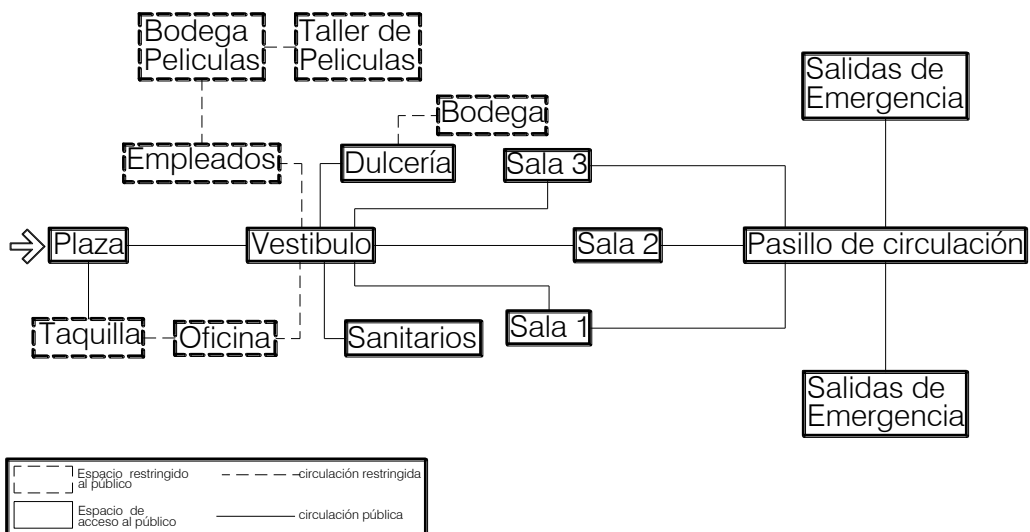 Bodega
Peliculas
Taller de
Peliculas
Salidas de
Emergencia
Bodega
Empleados
Dulcería
Sala 3
Plaza
Vestibulo
Sala 2
Pasillo de circulación
Taquilla
Oficina
Sanitarios
Sala 1
Salidas de
Emergencia
Espacio restringido
al público
circulación restringida
Espacio de
acceso al público
circulación pública